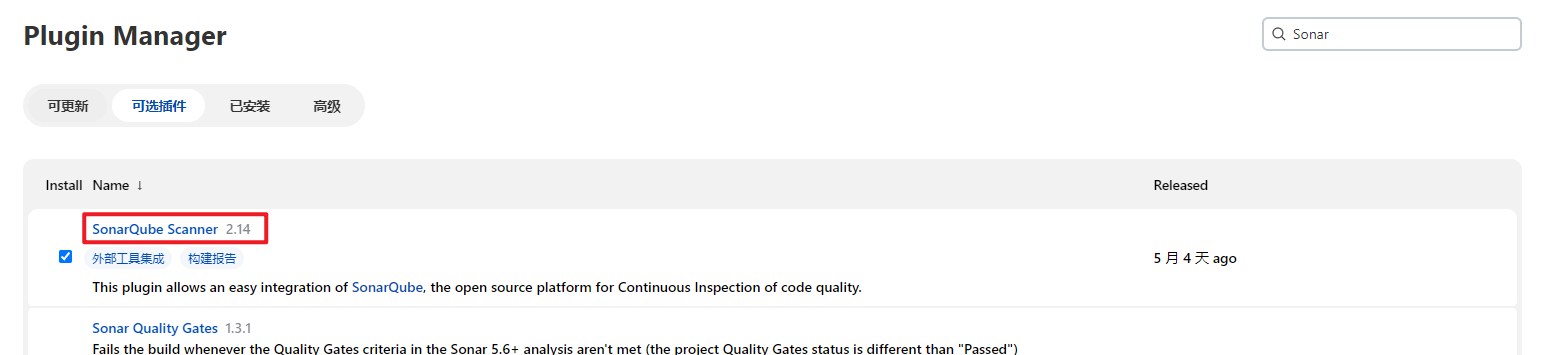 Plugin Manager
Sonar
可更新 可选插件 已安装 高级
Install Name ↓ Released
SonarQube Scanner 2.14
外部工具集成 构建报告
5 月 4 天 ago
This plugin allows an easy integration of SonarQube, the open source platform for Continuous Inspection of code quality.
Sonar Quality Gates 1.3.1
Fails the build whenever the Quality Gates criteria in the Sonar 5.6+ analysis aren't met (the project Quality Gates status is different than "Passed")